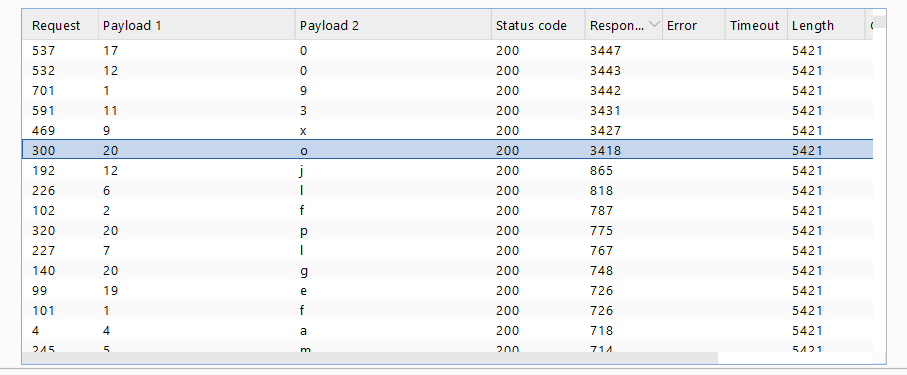 Request Payload 1 Payload 2 Status code Respon... Error Timeout Length
537 17 0 200 3447 5421
532 12 0 200 3443 5421
701 1 9 200 3442 5421
591 11 3 200 3431 5421
469 9 x 200 3427 5421
300 20 o 200 3418 5421
192 12 j 200 865 5421
226 6 l 200 818 5421
102 2 f 200 787 5421
320 20 p 200 775 5421
227 7 l 200 767 5421
140 20 g 200 748 5421
99 19 e 200 726 5421
101 1 f 200 726 5421
4 4 a 200 718 5421
245 5 m 200 714 5421